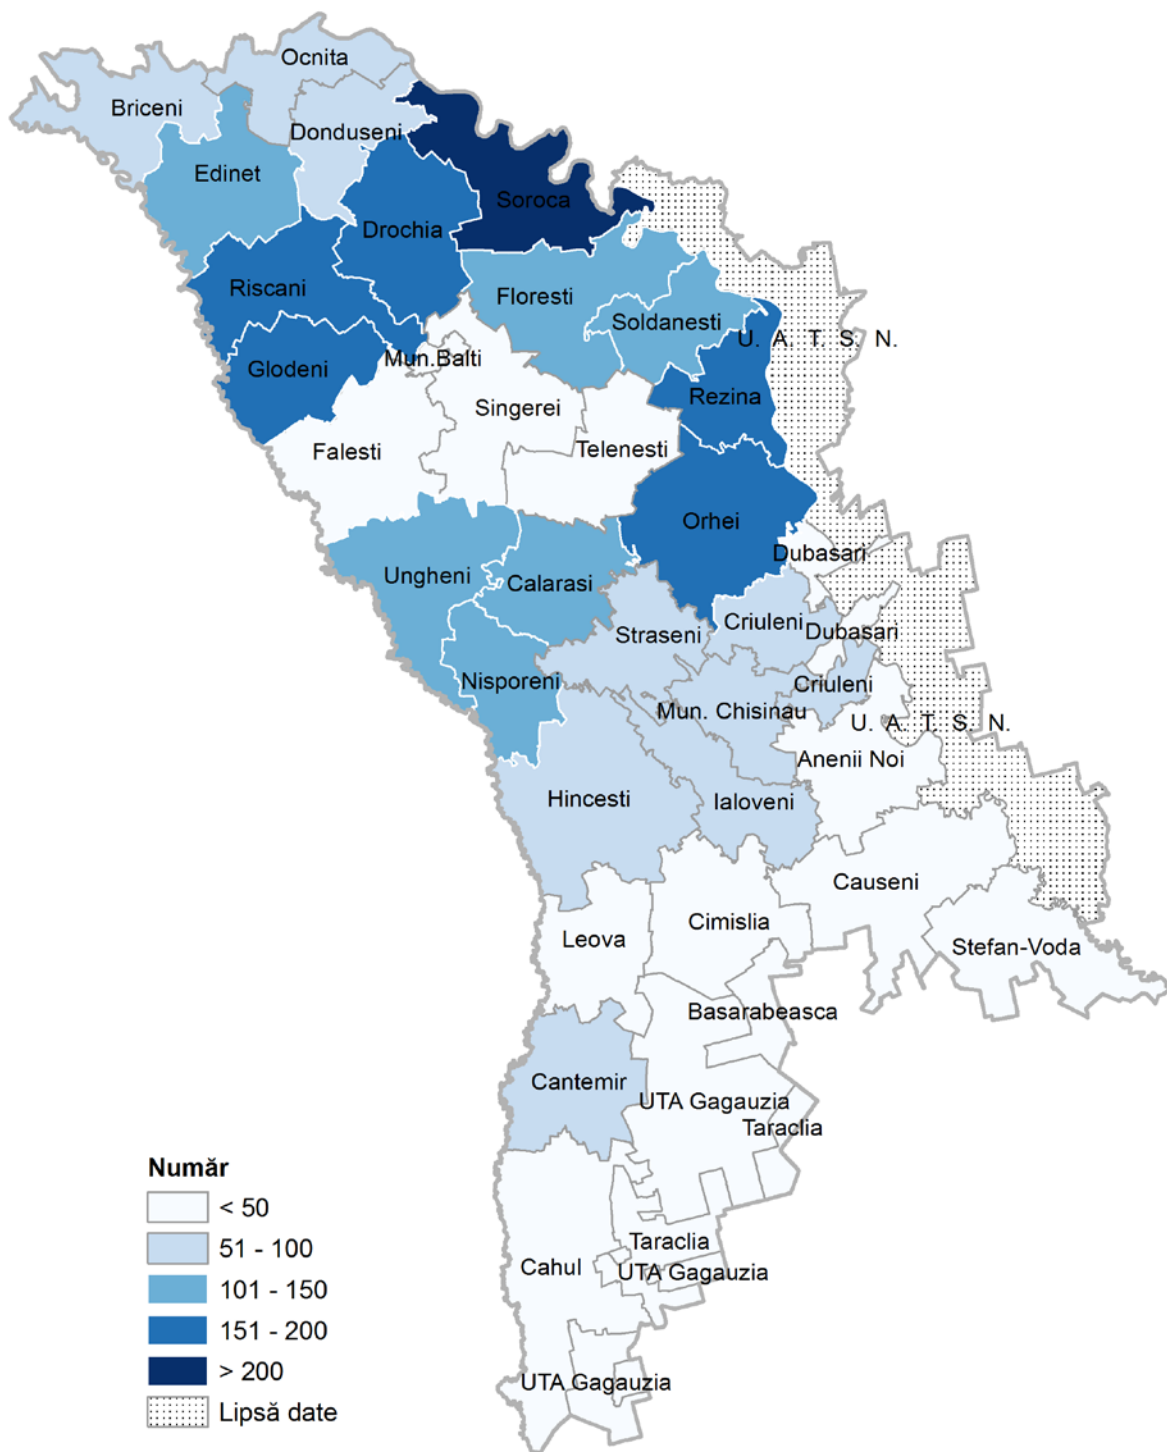 Ocnita
Briceni
Donduseni
Edinet
Soroca
Drochia
Riscani
Floresti
Soldanesti
U. A. T. S. N.
Mun.Balti
Glodeni
Rezina
Singerei
Falesti
Telenesti
Orhei
Dubasari
Ungheni
Calarasi
Criuleni
Dubasari
Straseni
Nisporeni
Criuleni
Mun. Chisinau
U. A. T. S. N.
Anenii Noi
Hincesti
Ialoveni
Causeni
Cimislia
Leova
Stefan-Voda
Basarabeasca
Cantemir
UTA Gagauzia
Taraclia
Taraclia
Cahul
UTA Gagauzia
UTA Gagauzia
Număr
< 50
51 - 100
101 - 150
151 - 200
> 200
Lipsă date